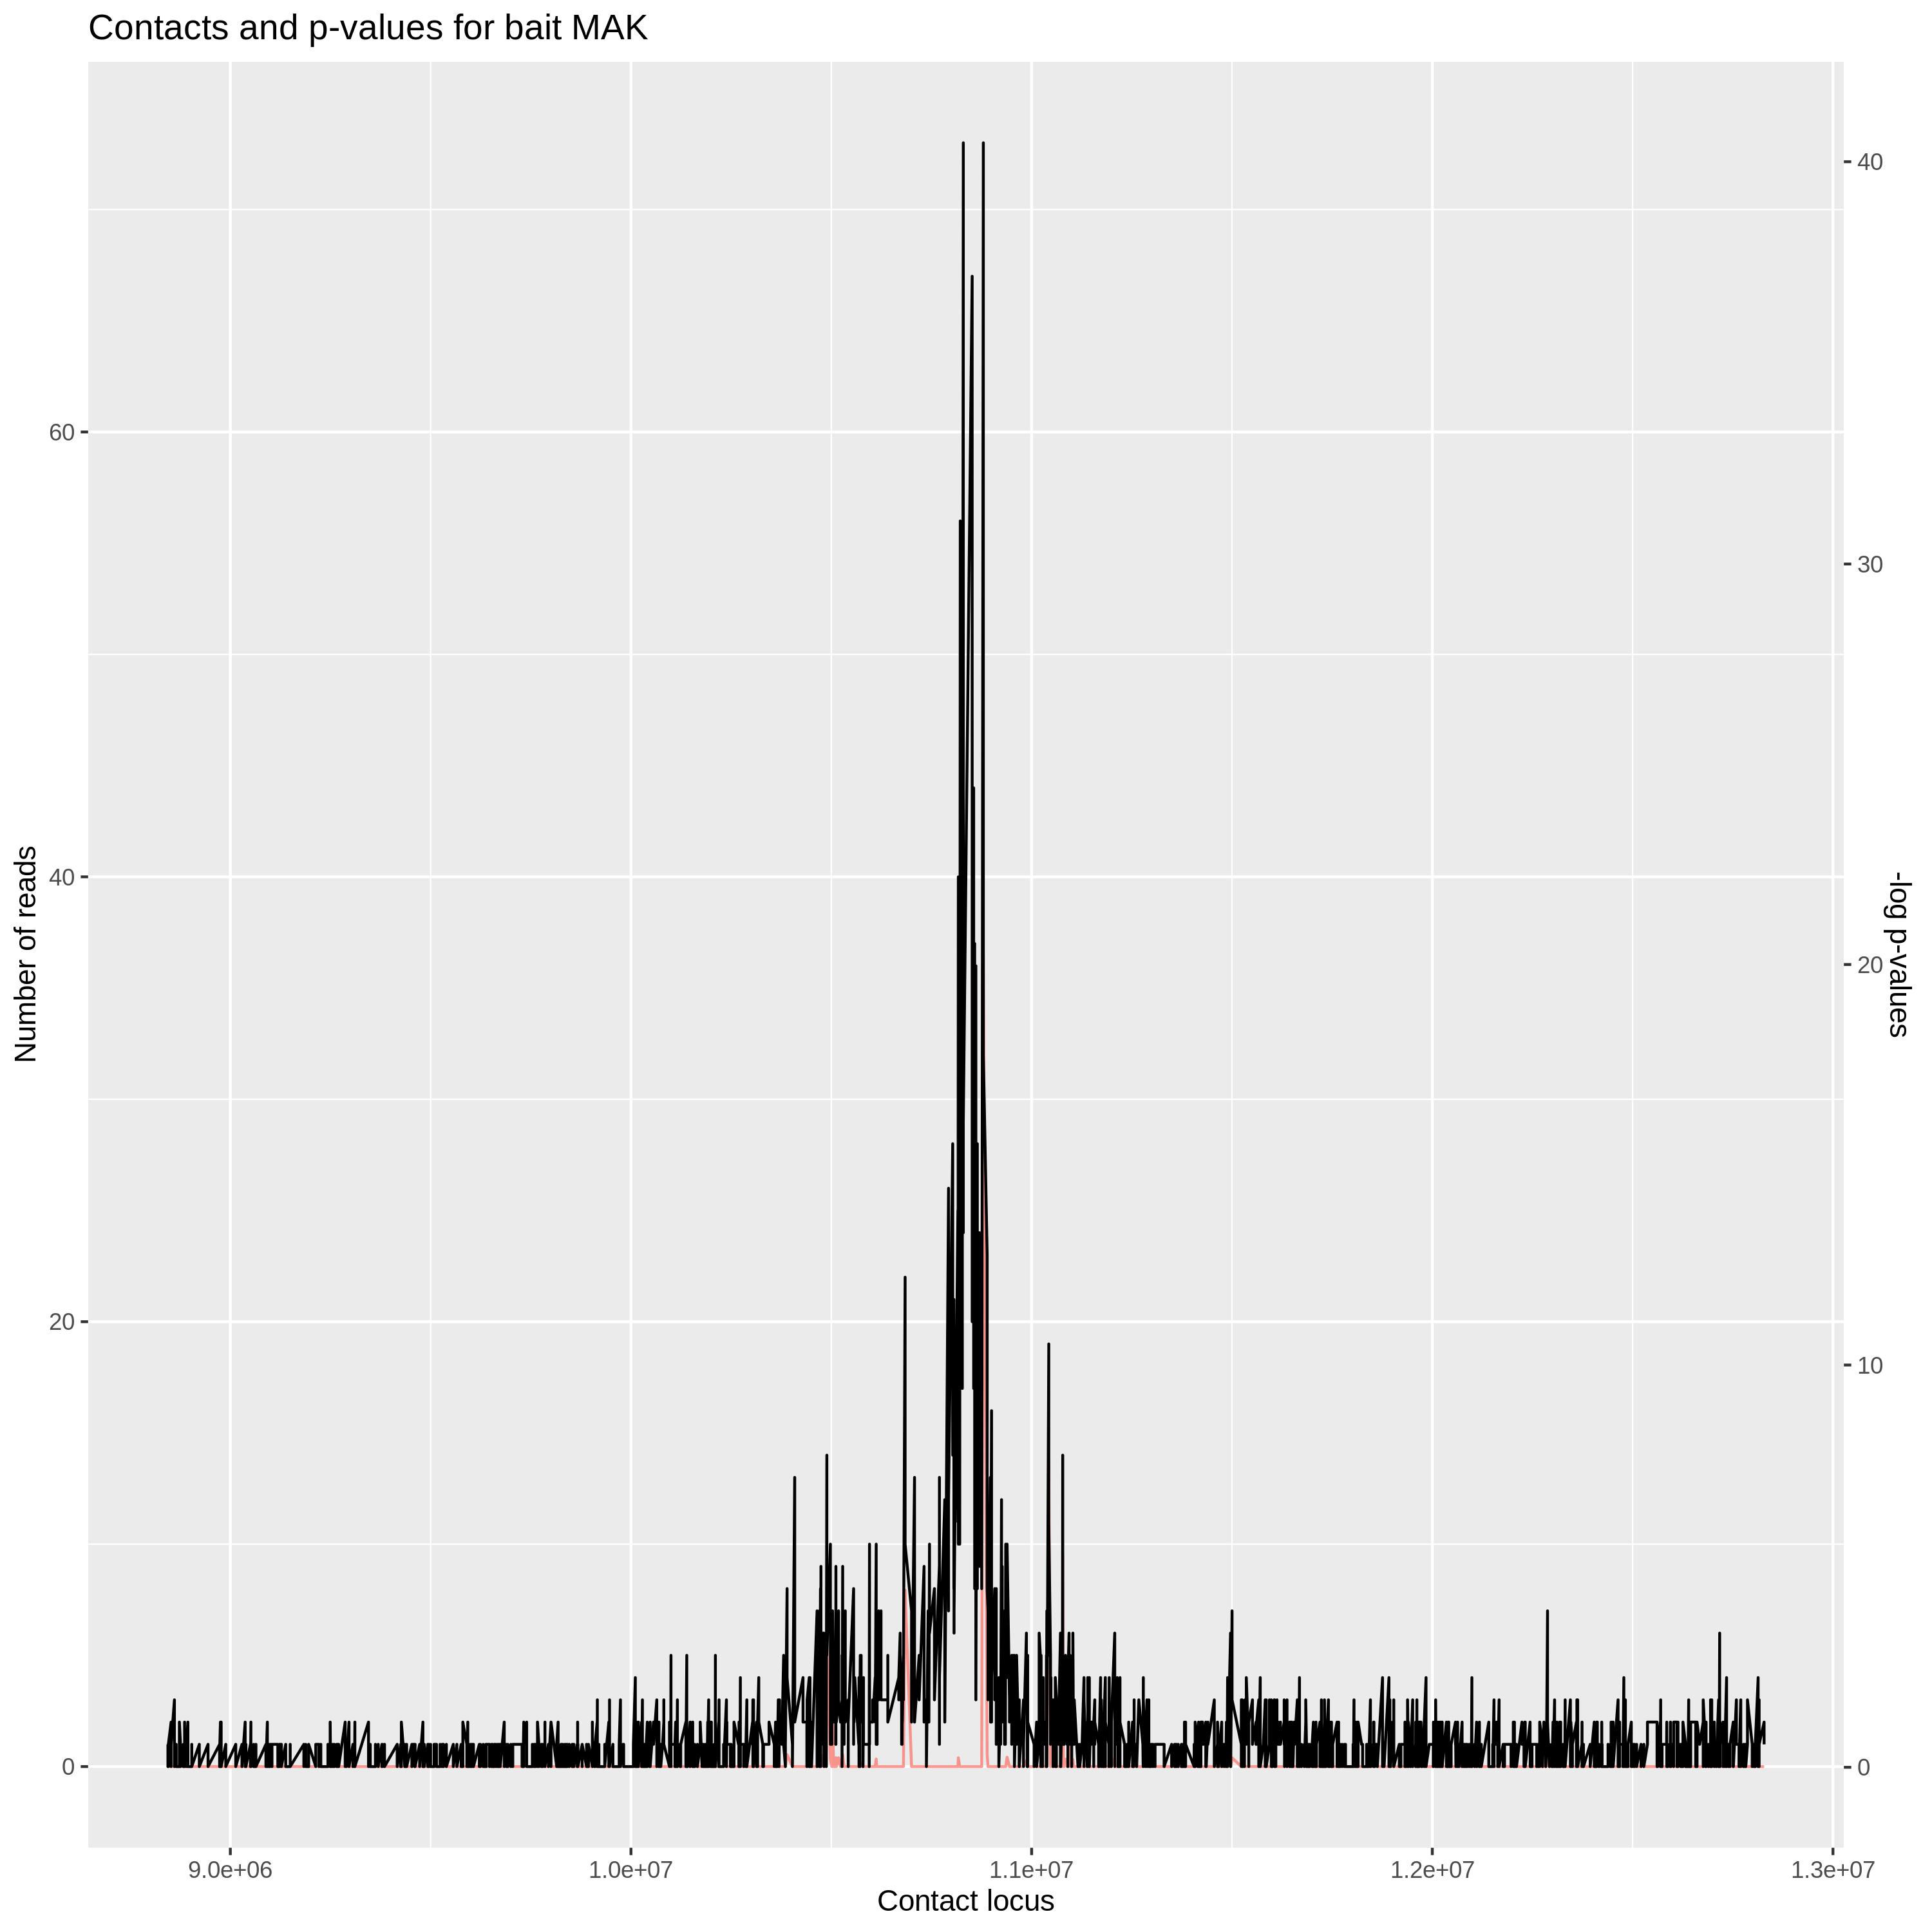 Contacts and p-values for bait MAK
Number of reads
60
40
20
0
40
30
20
10
0
-log p-values
9.0e+06 1.0e+07 1.1e+07 1.2e+07 1.3e+07
Contact locus